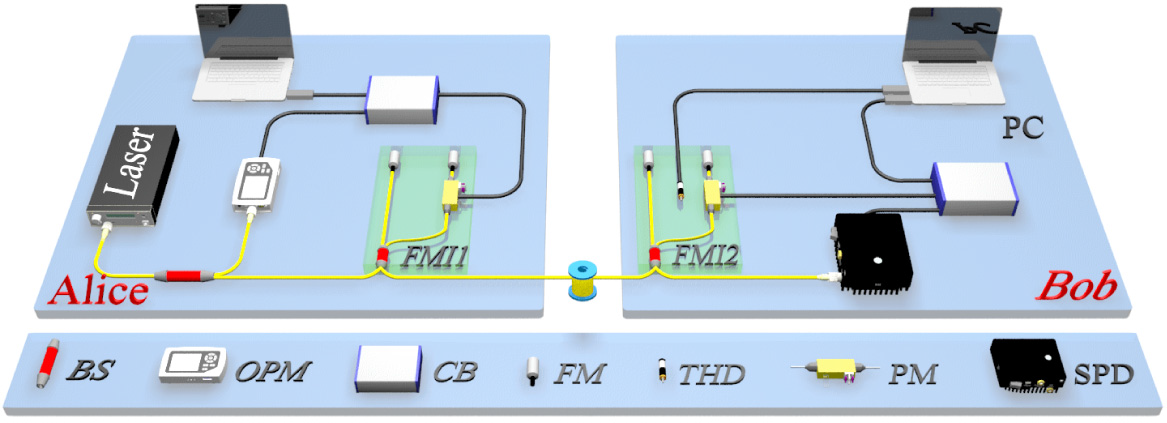 Laser
PC
FMI1
FMI2
Alice
Bob
BS
OPM
CB
FM
THD
PM
SPD